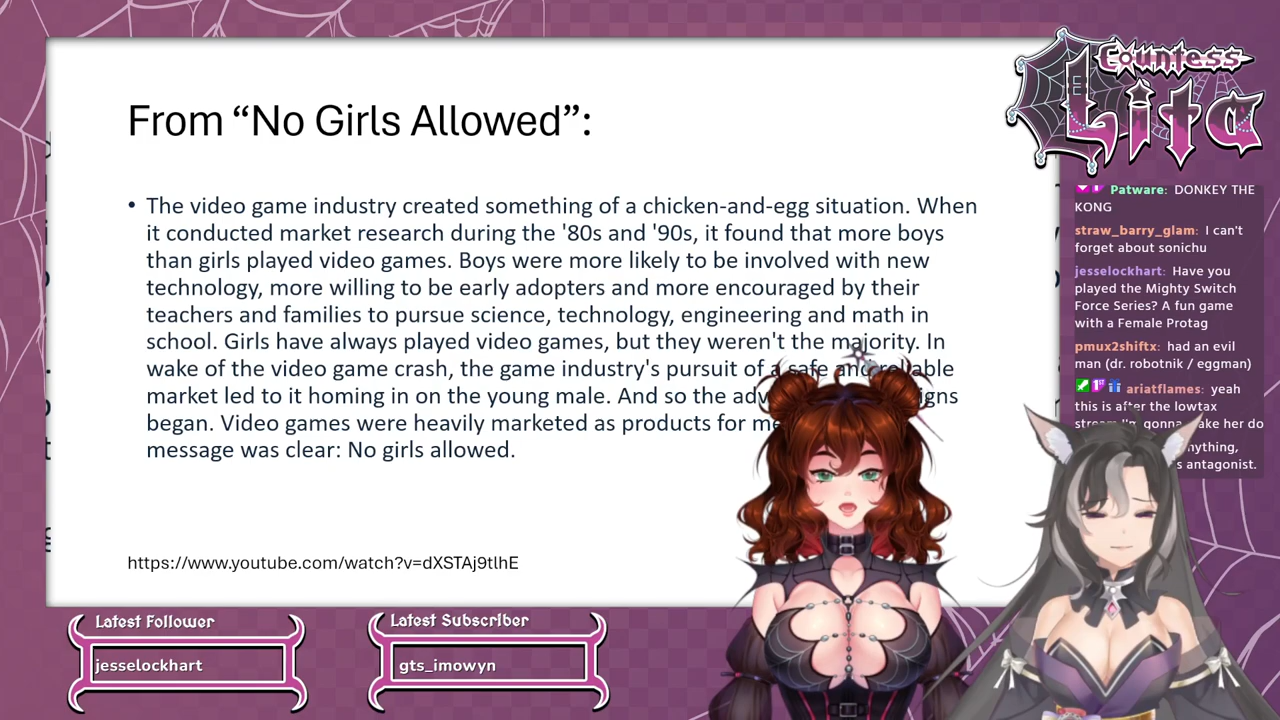 From “No Girls Allowed”:
• The video game industry created something of a chicken-and-egg situation. When
it conducted market research during the '80s and '90s, it found that more boys
than girls played video games. Boys were more likely to be involved with new
technology, more willing to be early adopters and more encouraged by their
teachers and families to pursue science, technology, engineering and math in
school. Girls have always played video games, but they weren't the majority. In
wake of the video game crash, the game industry's pursuit of a safe and reliable
market led to it homing in on the young male. And so the
began. Video games were heavily marketed as products for
message was clear: No girls allowed.
https://www.youtube.com/watch?v=dXSTAj9tlhE
Countess
Lita
Patware: DONKEY THE
KONG
straw_barry_glam: I can't
forget about sonichu
jesselockhart: Have you
played the Mighty Switch
Force Series? A fun game
with a Female Protag
pmux2shiftx: had an evil
man (dr. robotnik / eggman)
ariatflames: yeah
this is after the lowtax
stream I'm gonna make her do
antagonist.
Latest Follower
jesselockhart
Latest Subscriber
gts_imowyn